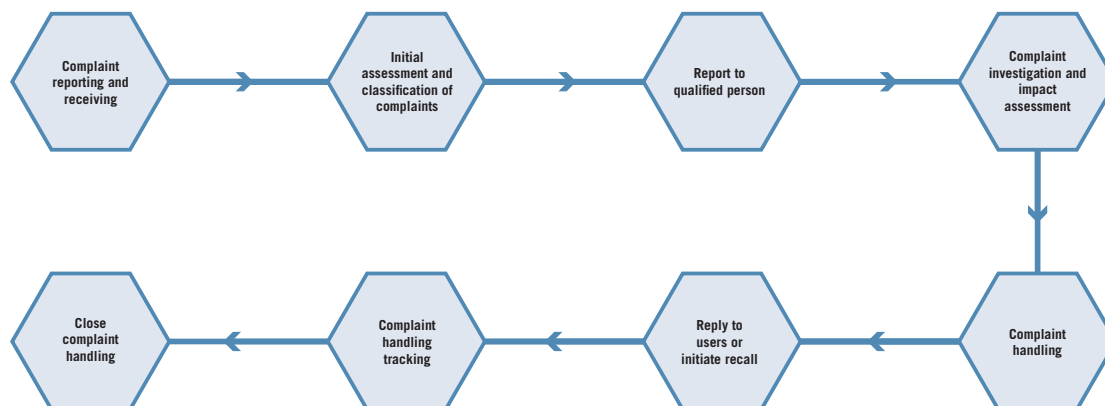 Complaint
reporting and
receiving
Initial
assessment and
classification of
complaints
Report to
qualified person
Complaint
investigation and
impact
assessment
Complaint
handling
Reply to
users or
initiate recall
Complaint
handling
tracking
Close
complaint
handling